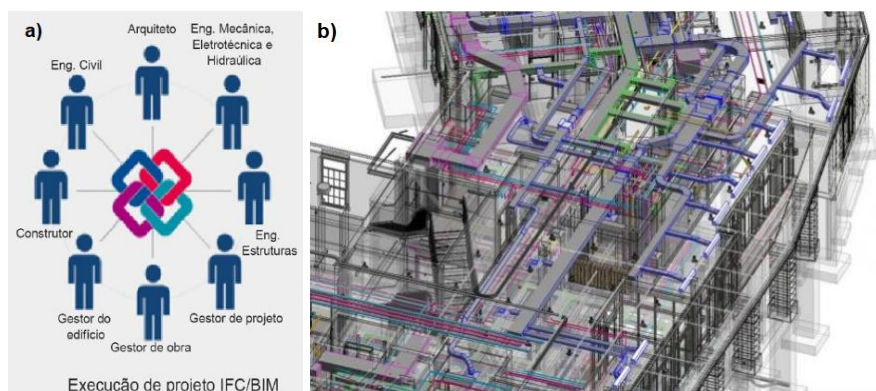 a)
Arquiteto
Eng. Mecânica,
Eletrotécnica e
Hidraúlica
Eng. Civil
Construtor
Eng.
Estruturas
Gestor do
edifício
Gestor de projeto
Gestor de obra
Execução de projeto IFC/BIM
b)